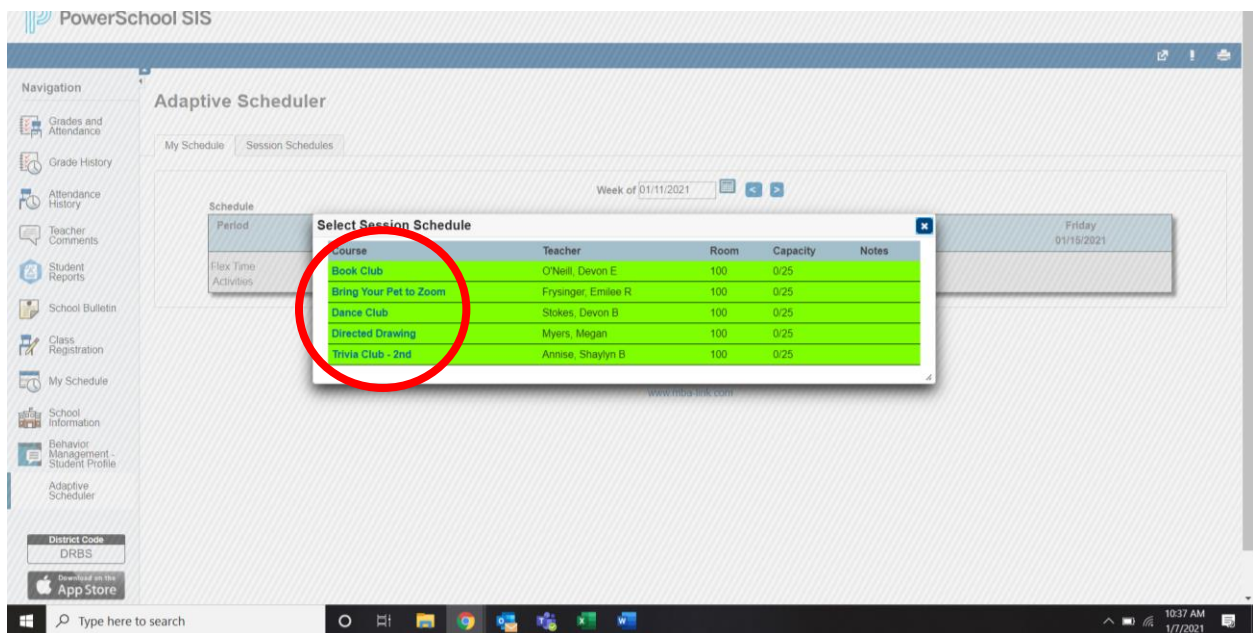 PowerSchool SIS
Navigation
Grades and
Attendance
Grade History
Attendance
History
Teacher
Comments
Student
Reports
School Bulletin
Class
Registration
My Schedule
School
Information
Behavior
Management -
Student Profile
Adaptive
Scheduler
District Code
DRBS
Download on the
App Store
Adaptive Scheduler
My Schedule Session Schedules
Week of 01/11/2021 < >
Schedule
Period Friday
01/15/2021
Flex Time
Activities
Select Session Schedule x
Course Teacher Room Capacity Notes
Book Club O'Neill, Devon E 100 0/25
Bring Your Pet to Zoom Frysinger, Emilee R 100 0/25
Dance Club Stokes, Devon B 100 0/25
Directed Drawing Myers, Megan 100 0/25
Trivia Club - 2nd Annise, Shaylyn B 100 0/25
www.mba-link.com
Type here to search
10:37 AM
1/7/2021